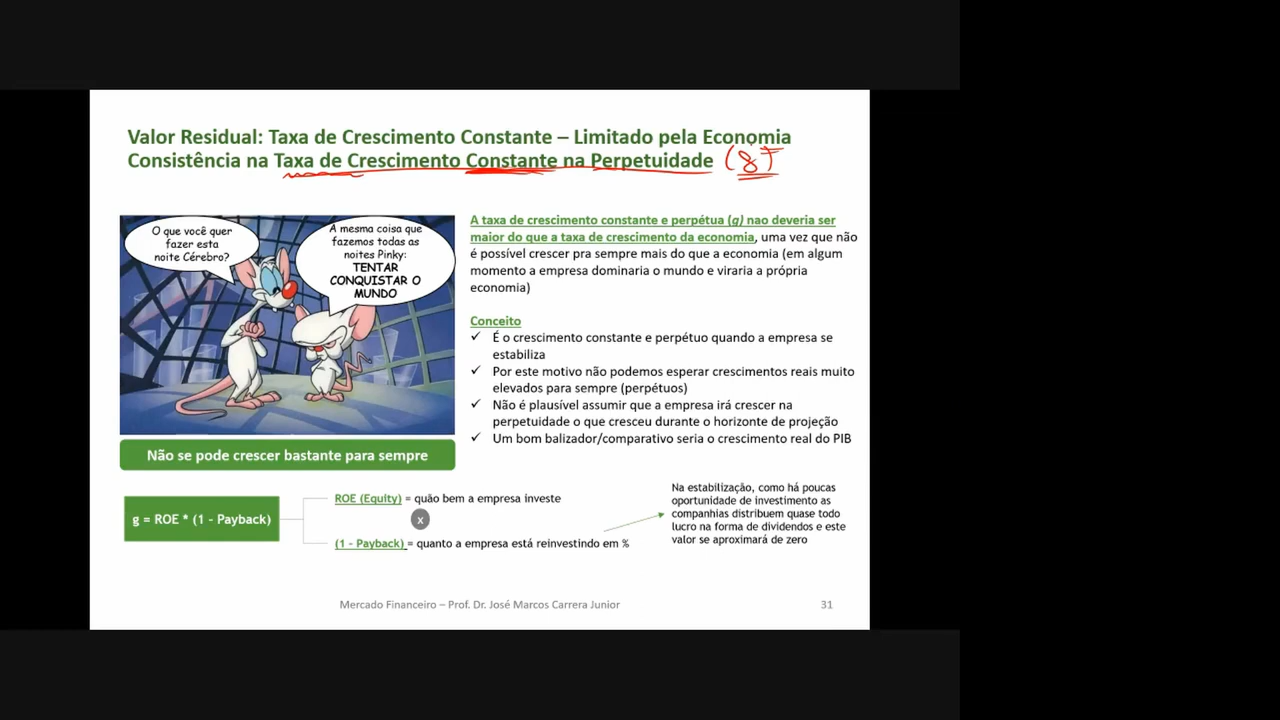 Valor Residual: Taxa de Crescimento Constante – Limitado pela Economia
Consistência na Taxa de Crescimento Constante na Perpetuidade
O que você quer
fazer esta
noite Cérebro?
A mesma coisa que
fazemos todas as
noites Pinky:
TENTAR
CONQUISTAR O
MUNDO
Não se pode crescer bastante para sempre
A taxa de crescimento constante e perpétua (g) nao deveria ser
maior do que a taxa de crescimento da economia, uma vez que não
é possível crescer pra sempre mais do que a economia (em algum
momento a empresa dominaria o mundo e viraria a própria
economia)
Conceito
✓ É o crescimento constante e perpétuo quando a empresa se
estabiliza
✓ Por este motivo não podemos esperar crescimentos reais muito
elevados para sempre (perpétuos)
✓ Não é plausível assumir que a empresa irá crescer na
perpetuidade o que cresceu durante o horizonte de projeção
✓ Um bom balizador/comparativo seria o crescimento real do PIB
g = ROE * (1 - Payback)
ROE (Equity) = quão bem a empresa investe
x
(1 - Payback) = quanto a empresa está reinvestindo em %
Na estabilização, como há poucas
oportunidade de investimento as
companhias distribuem quase todo
lucro na forma de dividendos e este
valor se aproximará de zero
Mercado Financeiro – Prof. Dr. José Marcos Carrera Junior
31